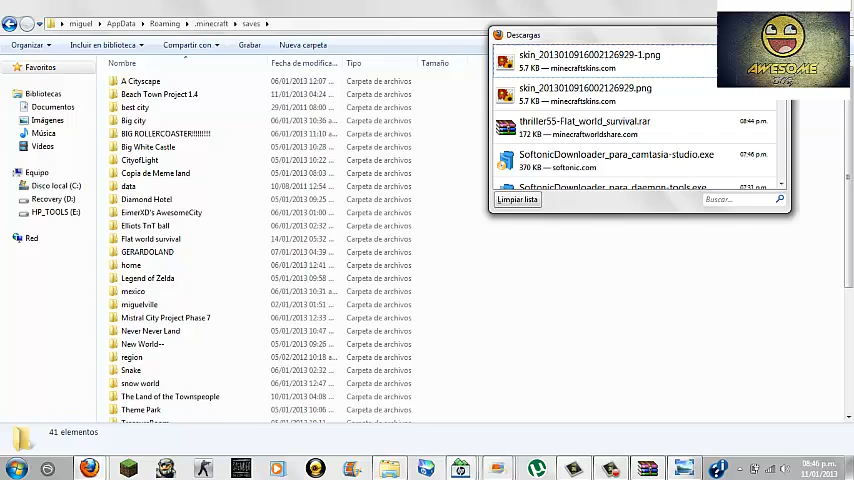 miguel ▸ AppData ▸ Roaming ▸ .minecraft ▸ saves ▸
Organizar Incluir en biblioteca Compartir con Grabar Nueva carpeta
Favoritos
Bibliotecas
Documentos
Imágenes
Música
Vídeos
Equipo
Disco local (C:)
Recovery (D:)
HP_TOOLS (E:)
Red
Nombre Fecha de modifica... Tipo Tamaño
A Cityscape 06/01/2013 12:07 ... Carpeta de archivos
Beach Town Project 1.4 11/01/2013 04:24 ... Carpeta de archivos
best city 29/01/2011 08:00 ... Carpeta de archivos
Big city 06/01/2013 10:36 a... Carpeta de archivos
BIG ROLLERCOASTER!!!!!!!!! 06/01/2013 11:10 a... Carpeta de archivos
Big White Castle 05/01/2013 10:29 ... Carpeta de archivos
CityofLight 05/01/2013 10:22 ... Carpeta de archivos
Copia de Meme land 05/01/2013 08:03 ... Carpeta de archivos
data 10/08/2011 12:54 ... Carpeta de archivos
Diamond Hotel 05/01/2013 09:25 ... Carpeta de archivos
EimerXD's AwesomeCity 06/01/2013 01:00 ... Carpeta de archivos
Elliots TnT ball 06/01/2013 02:32 ... Carpeta de archivos
Flat world survival 14/01/2012 05:32 ... Carpeta de archivos
GERARDOLAND 07/01/2013 04:39 ... Carpeta de archivos
home 06/01/2013 12:41 ... Carpeta de archivos
Legend of Zelda 05/01/2013 09:58 ... Carpeta de archivos
mexico 06/01/2013 10:31 a... Carpeta de archivos
miguelville 02/01/2013 01:51 ... Carpeta de archivos
Mistral City Project Phase 7 06/01/2013 12:33 ... Carpeta de archivos
Never Never Land 05/01/2013 10:47 ... Carpeta de archivos
New World-- 05/01/2013 09:26 ... Carpeta de archivos
region 05/02/2012 10:18 a... Carpeta de archivos
Snake 06/01/2013 02:32 ... Carpeta de archivos
snow world 06/01/2013 12:47 ... Carpeta de archivos
The Land of the Townspeople 10/01/2013 04:08 ... Carpeta de archivos
Theme Park 05/01/2013 10:06 ... Carpeta de archivos
41 elementos
Descargas
skin_2013010916002126929-1.png
5.7 KB — minecraftskins.com
skin_2013010916002126929.png
5.7 KB — minecraftskins.com
thriller55-Flat_world_survival.rar 08:44 p.m.
172 KB — minecraftworldshare.com
SoftonicDownloader_para_camtasia-studio.exe 07:46 p.m.
370 KB — softonic.com
SoftonicDownloader_para_daemon-tools.exe 07:31 p.m.
Limpiar lista Buscar...
AWESOME
08:46 p.m.
11/01/2013